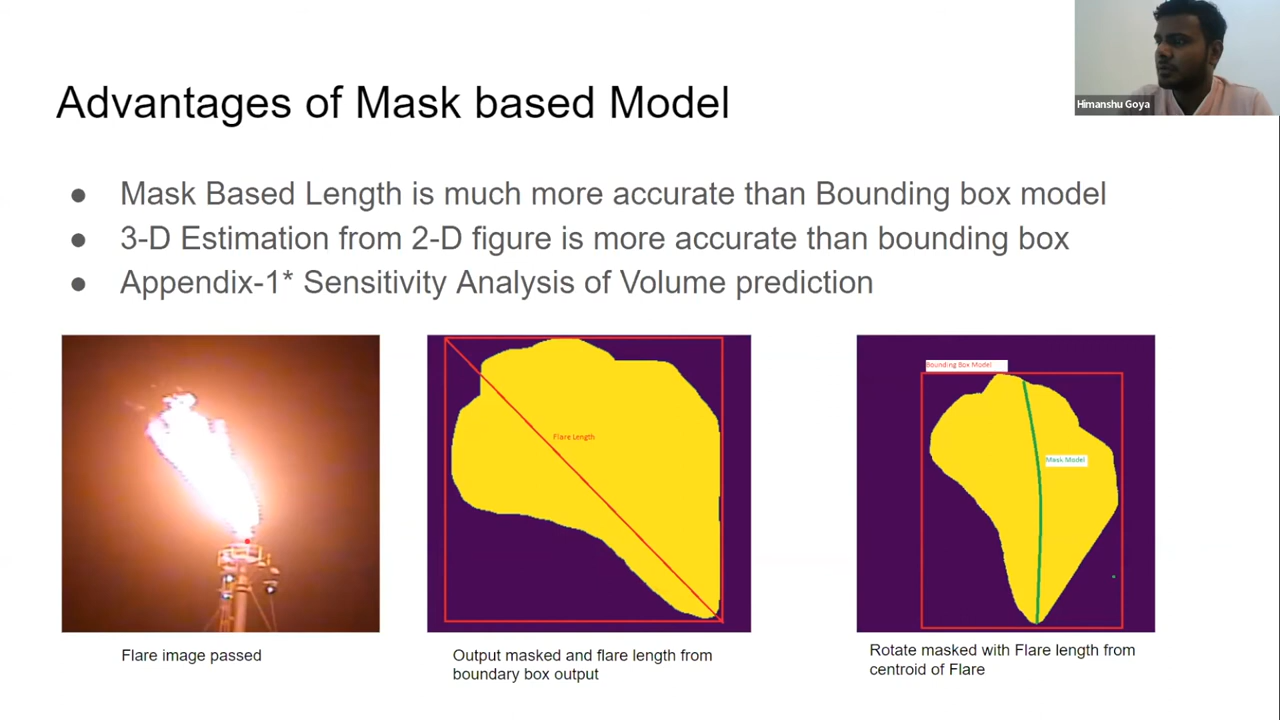 Himanshu Goya
Advantages of Mask based Model
● Mask Based Length is much more accurate than Bounding box model
● 3-D Estimation from 2-D figure is more accurate than bounding box
● Appendix-1* Sensitivity Analysis of Volume prediction
Flare Length
Bounding Box Model
Mask Model
Flare image passed
Output masked and flare length from
boundary box output
Rotate masked with Flare length from
centroid of Flare